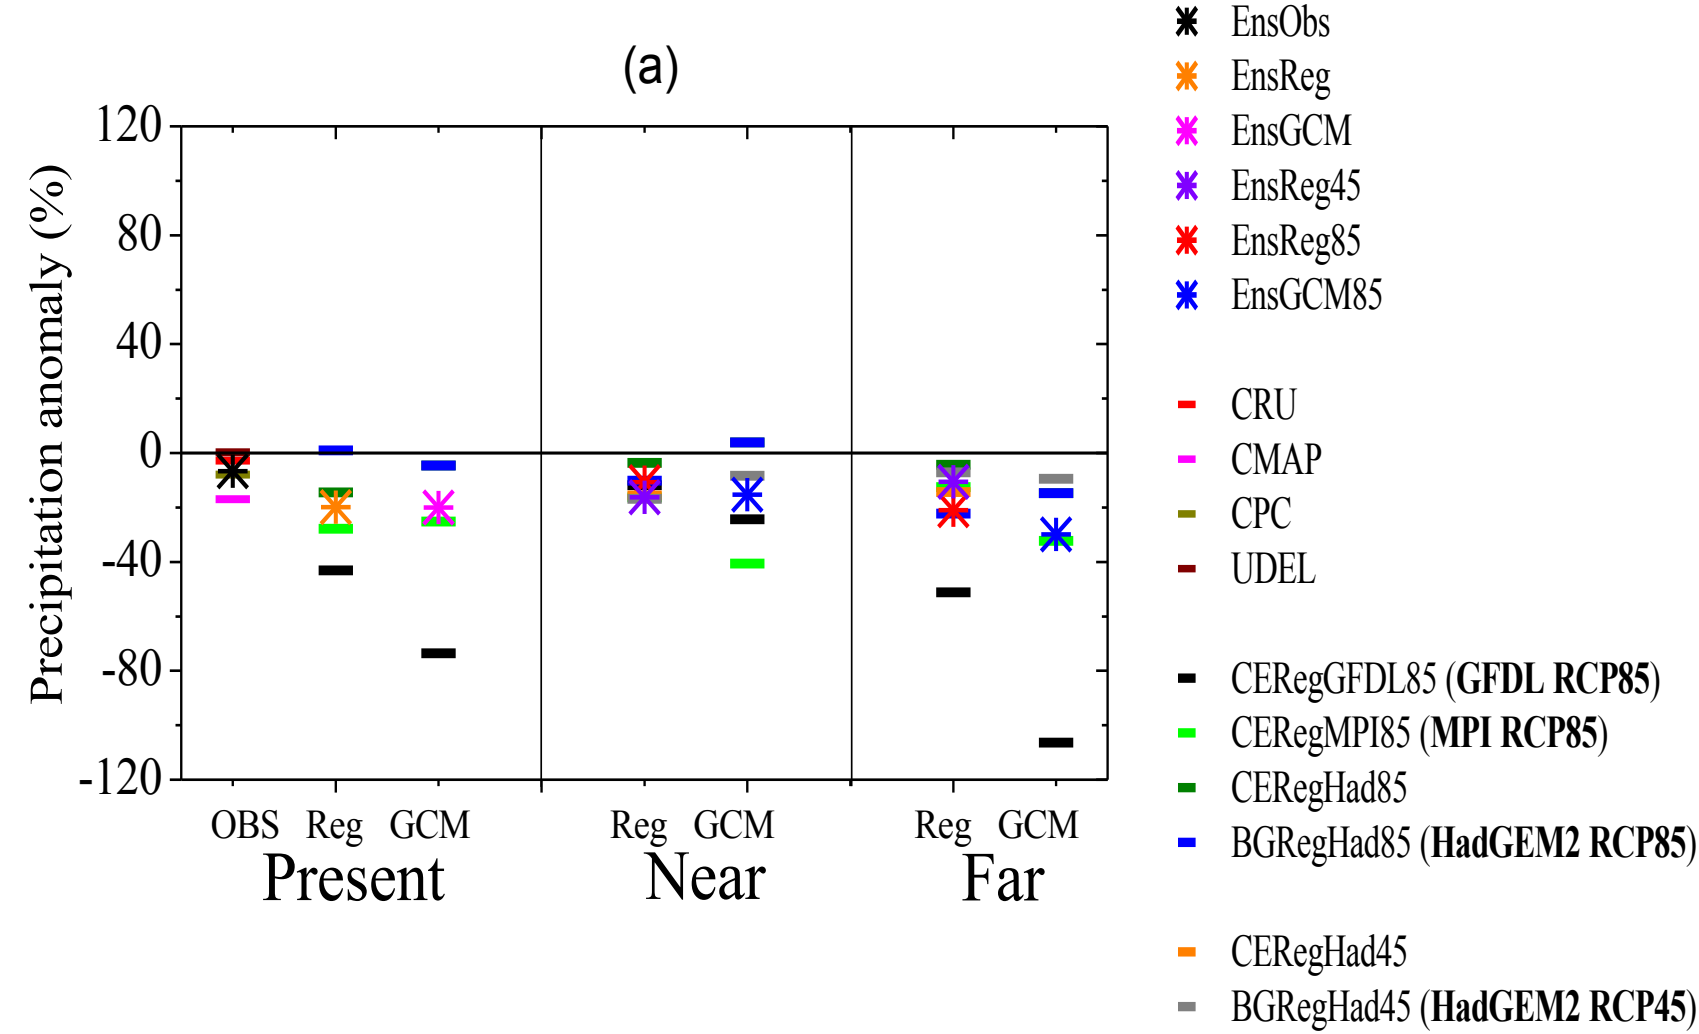 (a)
Precipitation anomaly (%)
120
80
40
0
-40
-80
-120
OBS Reg GCM Reg GCM Reg GCM
Present Near Far
EnsObs
EnsReg
EnsGCM
EnsReg45
EnsReg85
EnsGCM85
CRU
CMAP
CPC
UDEL
CERegGFDL85 (GFDL RCP85)
CERegMPI85 (MPI RCP85)
CERegHad85
BGRegHad85 (HadGEM2 RCP85)
CERegHad45
BGRegHad45 (HadGEM2 RCP45)